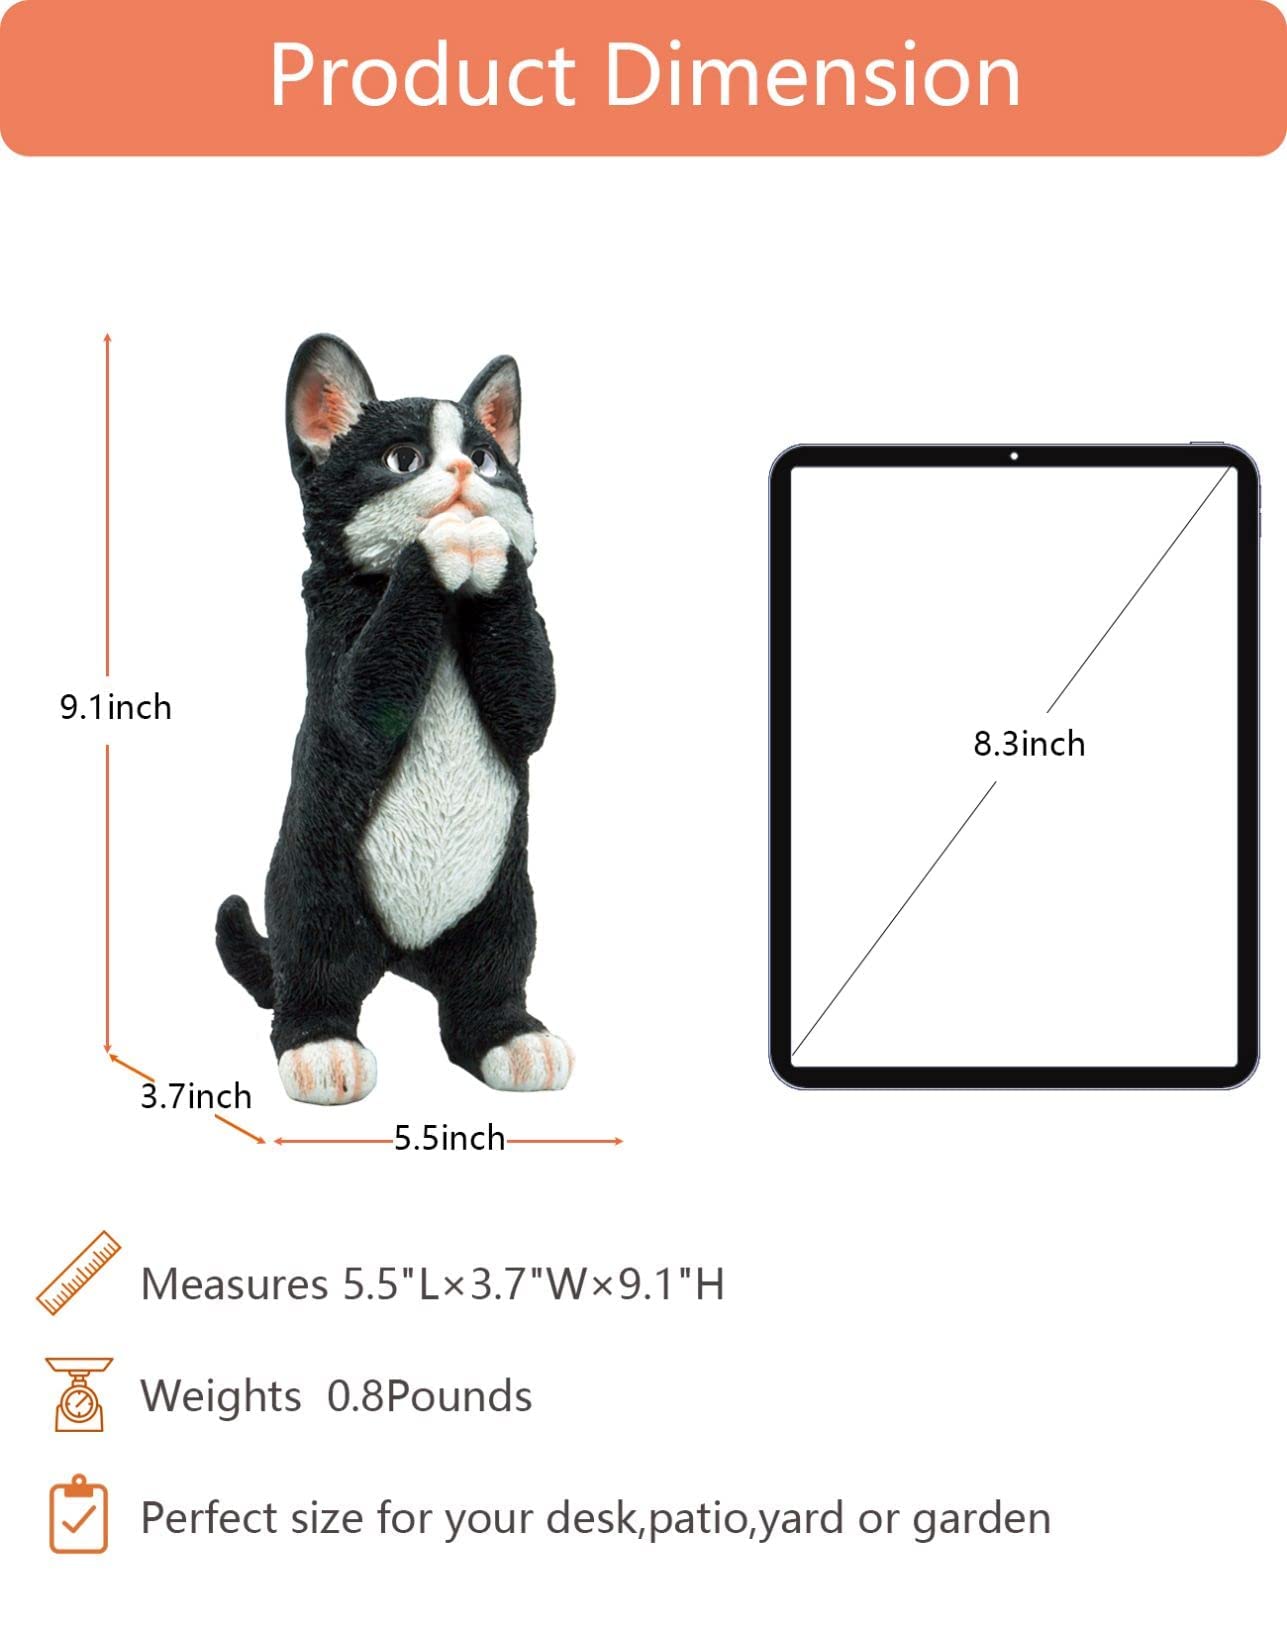 Product Dimension
9.1inch
8.3inch
3.7inch
5.5inch
Measures 5.5"L×3.7"W×9.1"H
Weights  0.8Pounds
Perfect size for your desk,patio,yard or garden